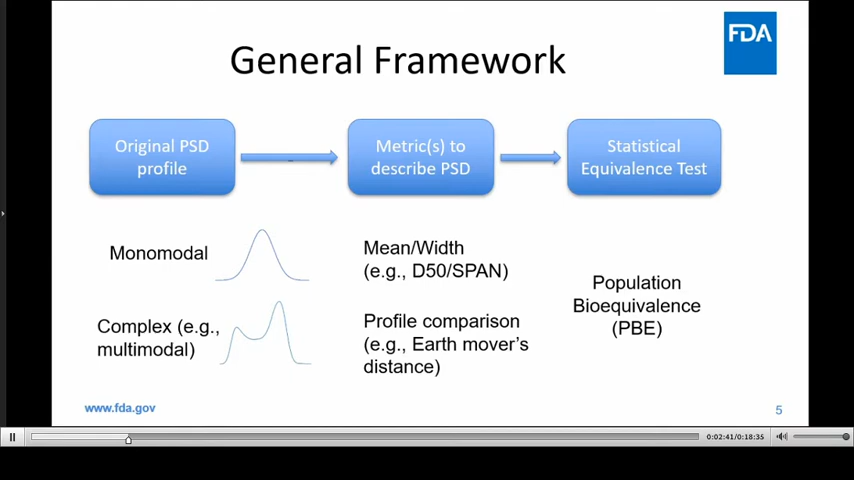 FDA
General Framework
Original PSD
profile
Metric(s) to
describe PSD
Statistical
Equivalence Test
Monomodal
Mean/Width
(e.g., D50/SPAN)
Complex (e.g.,
multimodal)
Profile comparison
(e.g., Earth mover's
distance)
Population
Bioequivalence
(PBE)
www.fda.gov
5
0:02:41/0:18:35